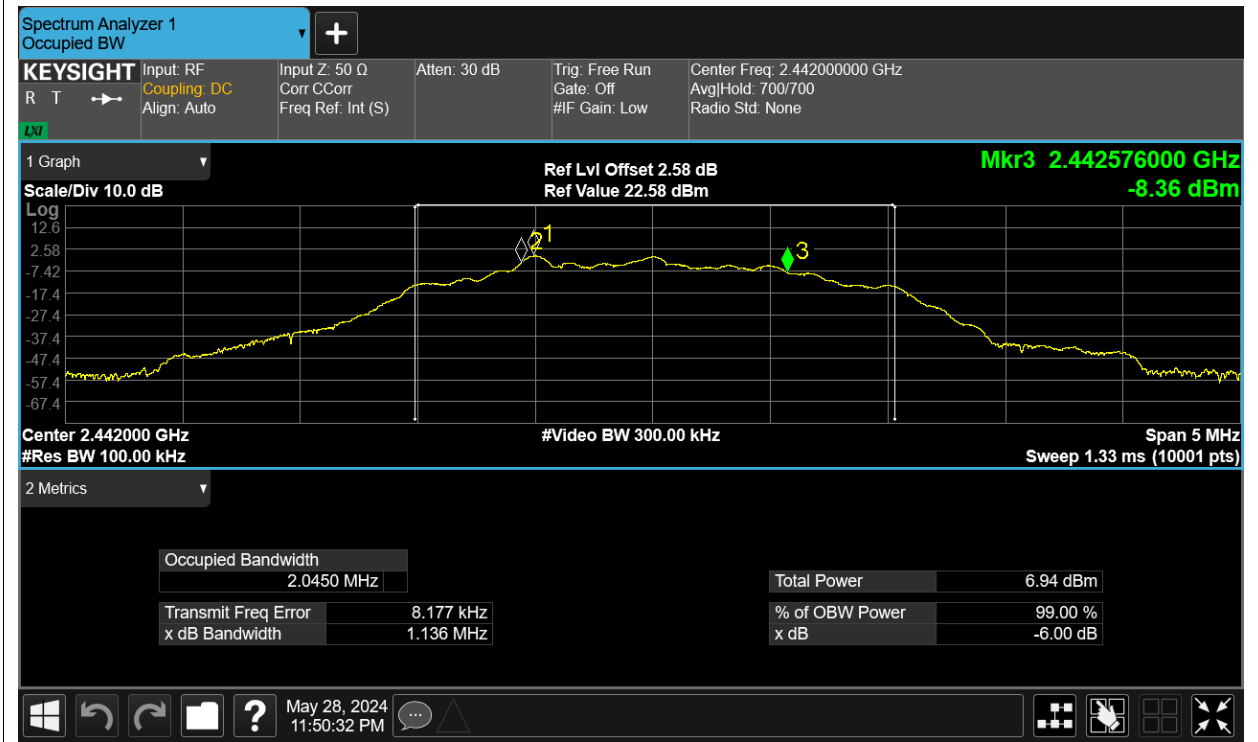 Spectrum Analyzer 1
Occupied BW
+
KEYSIGHT
R T
LXI
Input: RF
Coupling: DC
Align: Auto
Input Z: 50 Ω
Corr CCorr
Freq Ref: Int (S)
Atten: 30 dB
Trig: Free Run
Gate: Off
#IF Gain: Low
Center Freq: 2.442000000 GHz
Avg|Hold: 700/700
Radio Std: None
1 Graph
Scale/Div 10.0 dB
Ref Lvl Offset 2.58 dB
Ref Value 22.58 dBm
Mkr3 2.442576000 GHz
-8.36 dBm
Log
12.6
2.58
-7.42
-17.4
-27.4
-37.4
-47.4
-57.4
-67.4
2
1
3
Center 2.442000 GHz
#Video BW 300.00 kHz
Span 5 MHz
#Res BW 100.00 kHz
Sweep 1.33 ms (10001 pts)
2 Metrics
Occupied Bandwidth
2.0450 MHz
Total Power 6.94 dBm
Transmit Freq Error 8.177 kHz
% of OBW Power 99.00 %
x dB Bandwidth 1.136 MHz
x dB -6.00 dB
?
May 28, 2024
11:50:32 PM